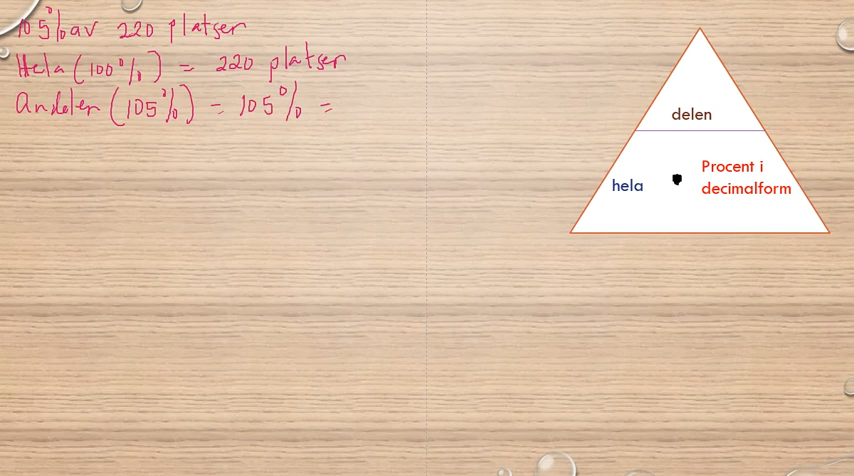 105% av 220 platser
Hela (100%) = 220 platser
Andelen (105%) = 105% =
delen
hela
Procent i
decimalform